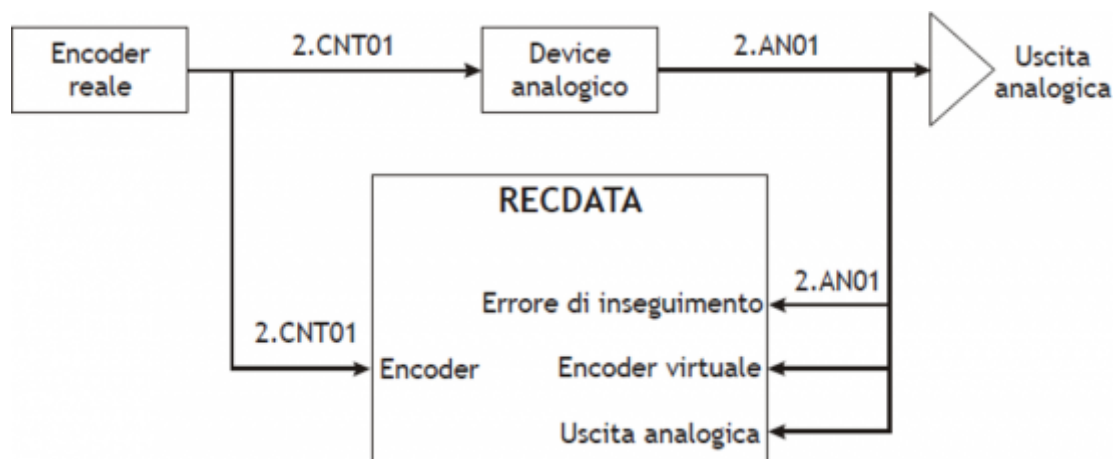 Encoder
reale
2.CNT01
Device
analogico
2.AN01
Uscita
analogica
RECDATA
2.AN01
Errore di inseguimento
2.CNT01
Encoder
Encoder virtuale
Uscita analogica